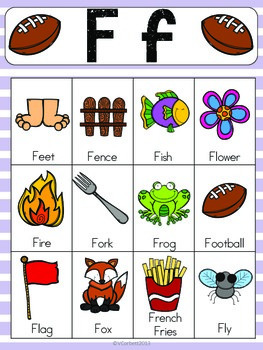 F f
Feet Fence Fish Flower
Fire Fork Frog Football
Flag Fox French Fries Fly